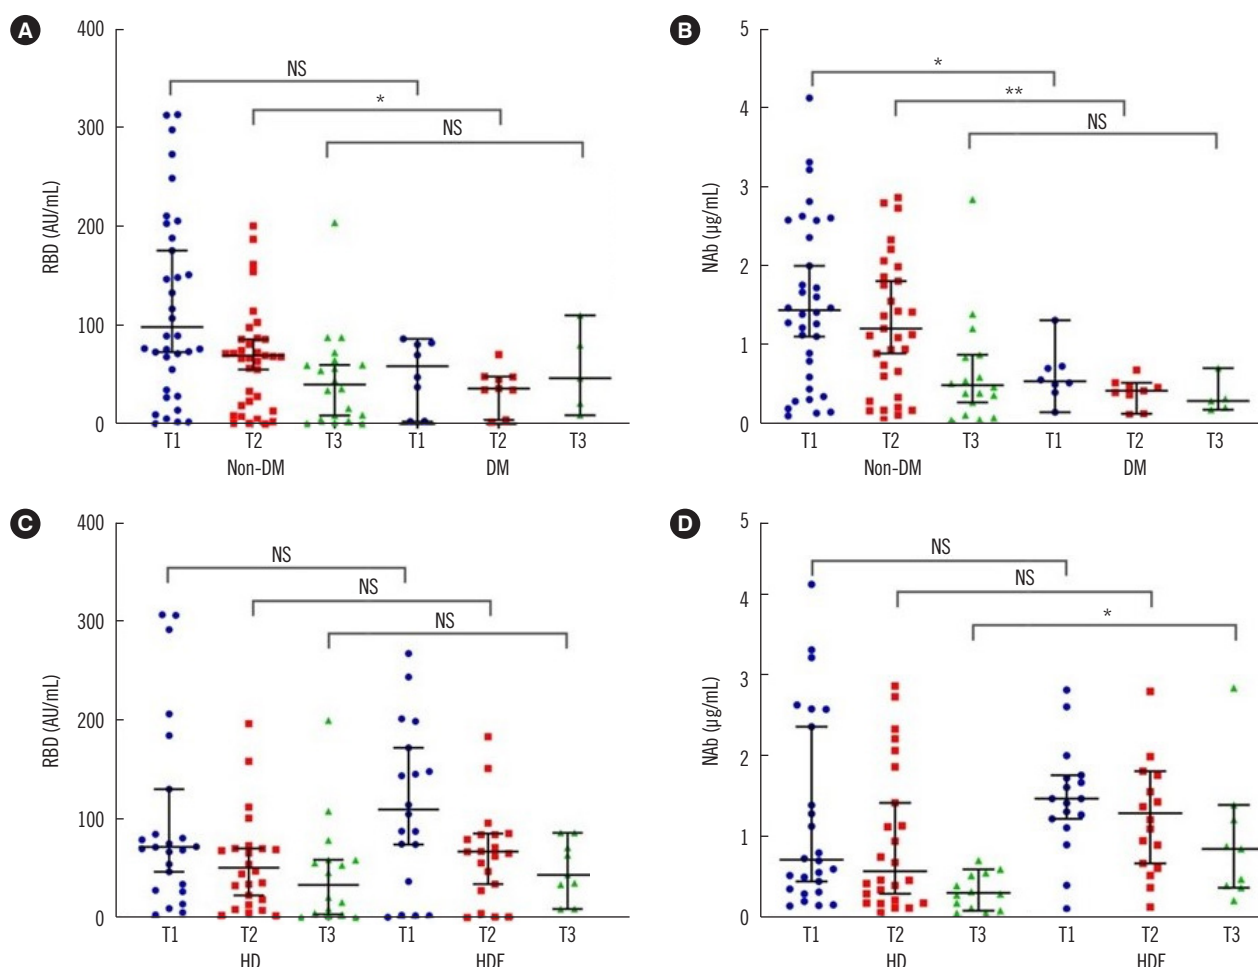 A
400
300
200
100
0
RBD (AU/mL)
NS
*
NS
T1 T2 T3 T1 T2 T3
Non-DM DM
B
5
4
3
2
1
0
NAb (µg/mL)
*
**
NS
T1 T2 T3 T1 T2 T3
Non-DM DM
C
400
300
200
100
0
RBD (AU/mL)
NS
NS
NS
T1 T2 T3 T1 T2 T3
HD HDF
D
5
4
3
2
1
0
NAb (µg/mL)
NS
NS
*
T1 T2 T3 T1 T2 T3
HD HDF